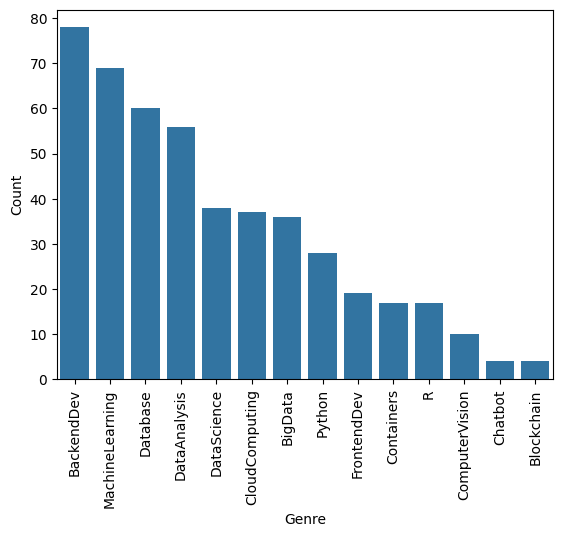 80
70
60
50
40
30
20
10
0
Count
BackendDev
MachineLearning
Database
DataAnalysis
DataScience
CloudComputing
BigData
Python
FrontendDev
Containers
R
ComputerVision
Chatbot
Blockchain
Genre